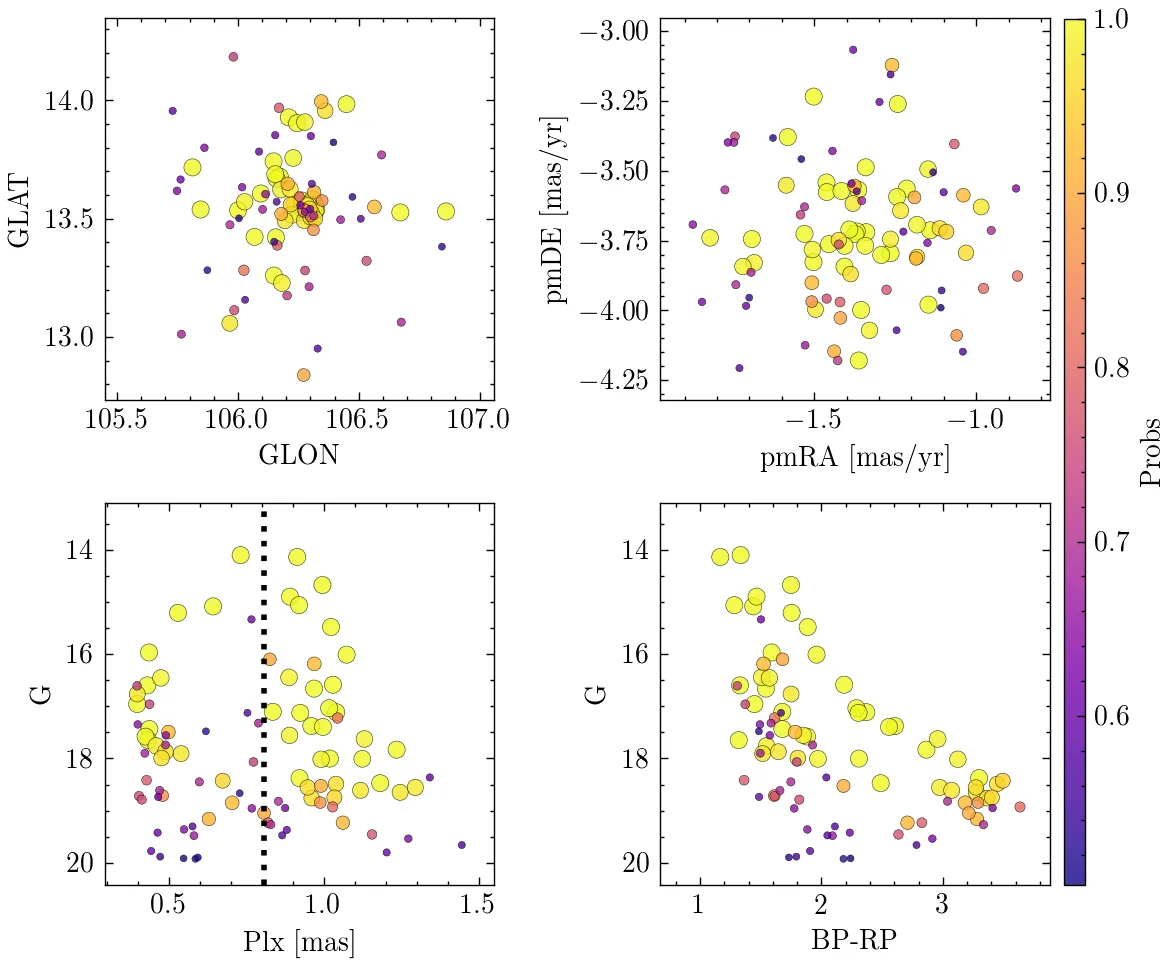 14.0
13.5
13.0
GLAT
105.5 106.0 106.5 107.0
GLON
−3.00
−3.25
−3.50
−3.75
−4.00
−4.25
pmDE [mas/yr]
−1.5 −1.0
pmRA [mas/yr]
1.0
0.9
0.8
0.7
0.6
Probs
14
16
18
20
G
0.5 1.0 1.5
Plx [mas]
14
16
18
20
G
1 2 3
BP-RP